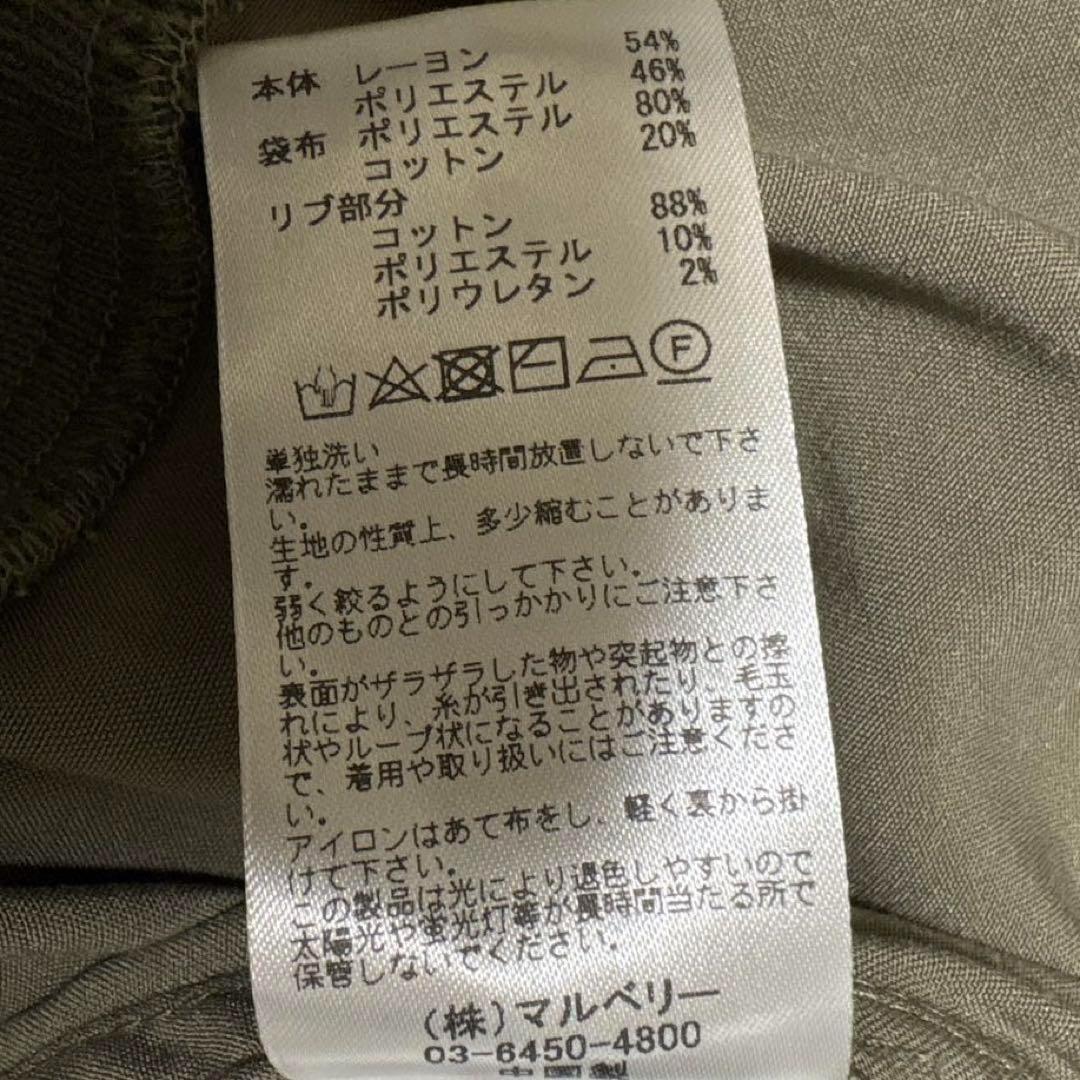 本体 レーヨン 54%
ポリエステル 46%
袋布 ポリエステル 80%
コットン 20%
リブ部分
コットン 88%
ポリエステル 10%
ポリウレタン 2%
F
単独洗い
濡れたままで長時間放置しないで下さ
い。
生地の性質上、多少縮むことがありま
す。
弱く絞るようにして下さい。
他のものとの引っかかりにご注意下さ
い。
表面がザラザラした物や突起物との擦
れにより、糸が引き出されたり、毛玉
状やループ状になることがありますの
で、着用や取り扱いにはご注意くださ
い。
アイロンはあて布をし、軽く裏から掛
けて下さい。
この製品は光により退色しやすいので
太陽光や蛍光灯等が長時間当たる所で
保管しないでください。
(株)マルベリー
03-6450-4800
中国製